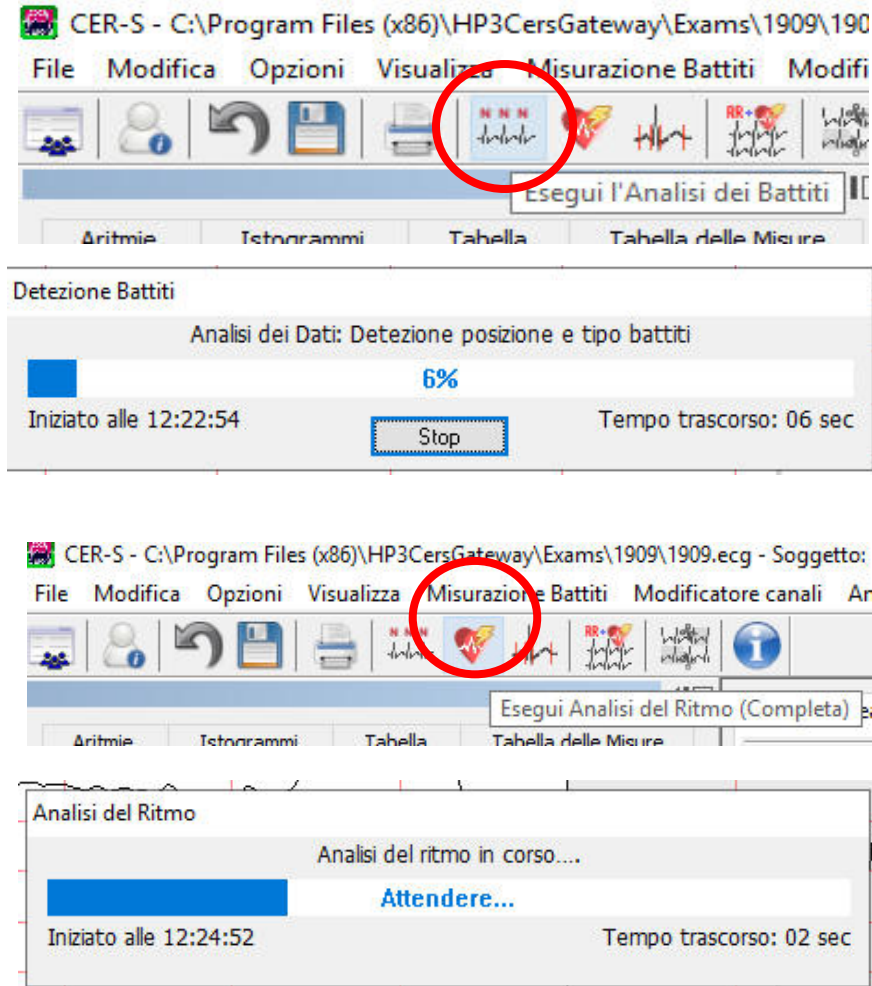 CER-S - C:\Program Files (x86)\HP3CersGateway\Exams\1909\190
File Modifica Opzioni Visualizza Misurazione Battiti Modifi
N N N RR+
Esegui l'Analisi dei Battiti
Aritmie Istogrammi Tabella Tabella delle Misure
Detezione Battiti
Analisi dei Dati: Detezione posizione e tipo battiti
6%
Iniziato alle 12:22:54 Tempo trascorso: 06 sec
Stop
CER-S - C:\Program Files (x86)\HP3CersGateway\Exams\1909\1909.ecg - Soggetto:
File Modifica Opzioni Visualizza Misurazione Battiti Modificatore canali An
N N N RR+
Esegui Analisi del Ritmo (Completa)
Aritmie Istogrammi Tabella Tabella delle Misure
Analisi del Ritmo
Analisi del ritmo in corso....
Attendere...
Iniziato alle 12:24:52 Tempo trascorso: 02 sec